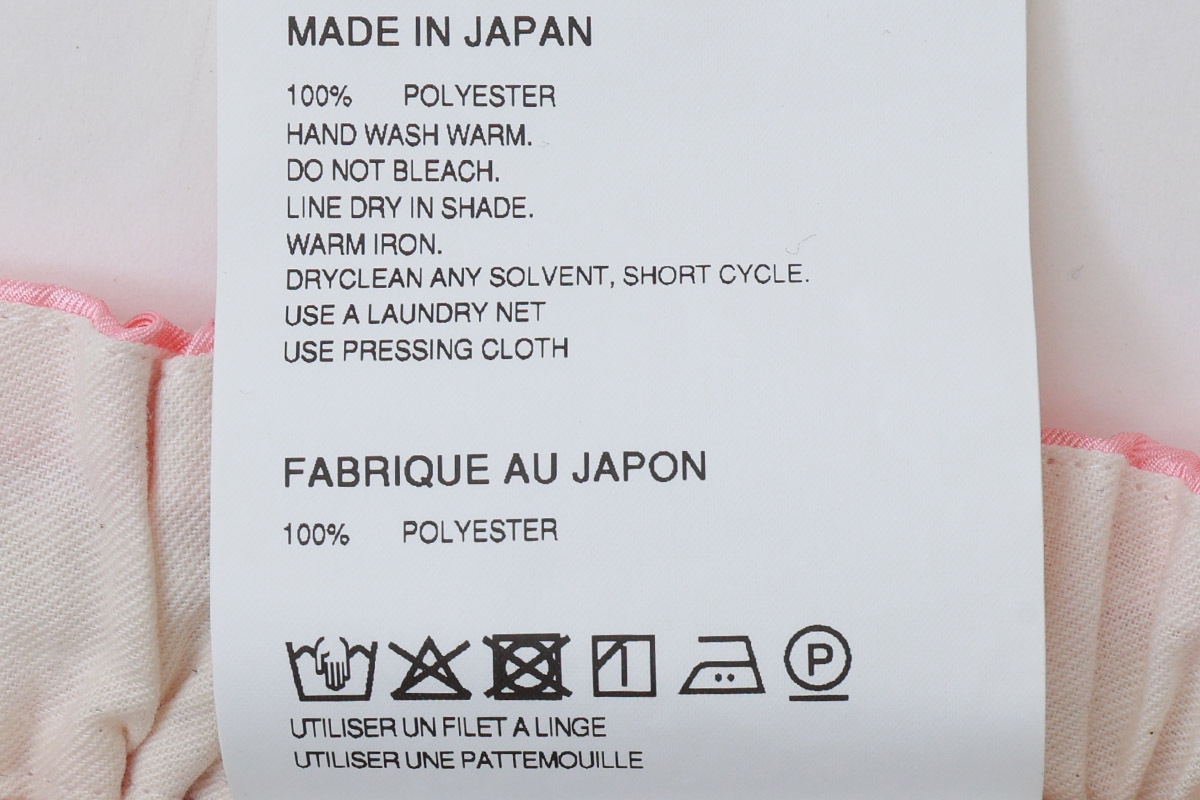 MADE IN JAPAN
100% POLYESTER
HAND WASH WARM.
DO NOT BLEACH.
LINE DRY IN SHADE.
WARM IRON.
DRYCLEAN ANY SOLVENT, SHORT CYCLE.
USE A LAUNDRY NET
USE PRESSING CLOTH
FABRIQUE AU JAPON
100% POLYESTER
P
UTILISER UN FILET A LINGE
UTILISER UNE PATTEMOUILLE